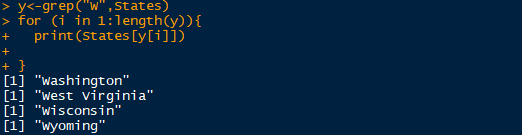 > y<-grep("W",States)
> for (i in 1:length(y)){
+   print(States[y[i]])
+
+ }
[1] "Washington"
[1] "West Virginia"
[1] "Wisconsin"
[1] "Wyoming"